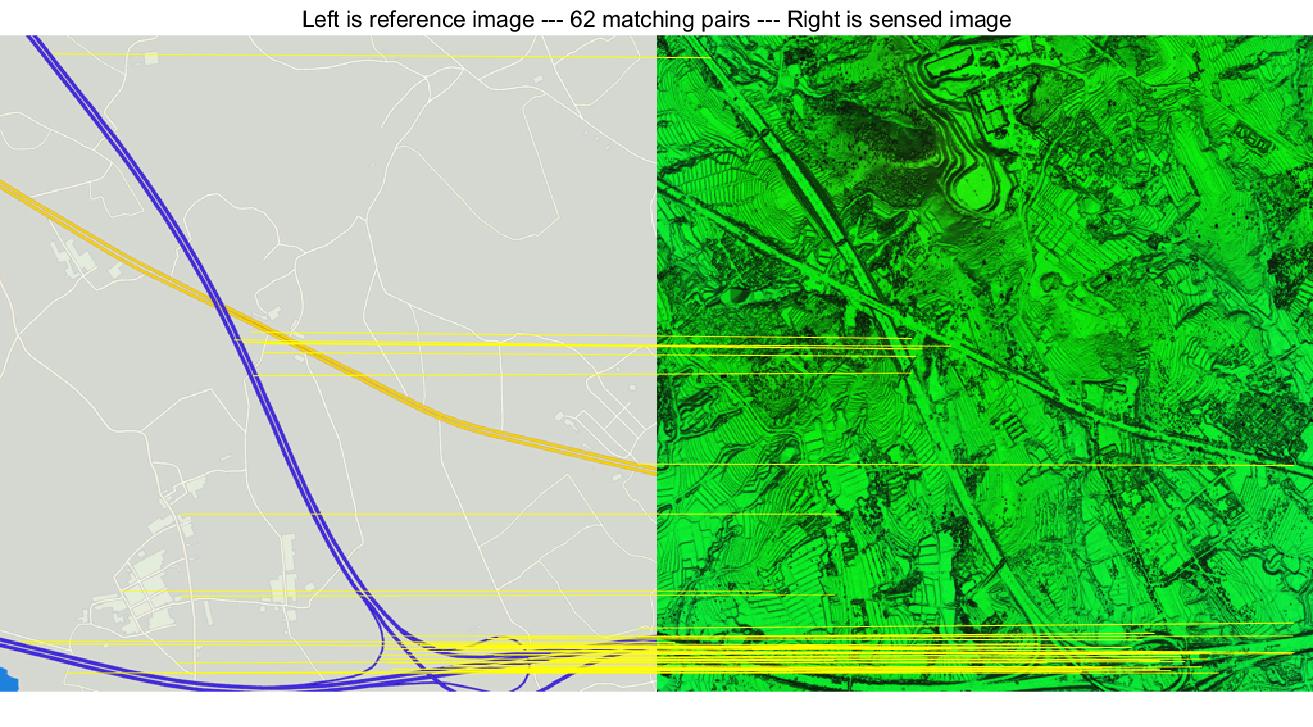 Left is reference image --- 62 matching pairs --- Right is sensed image